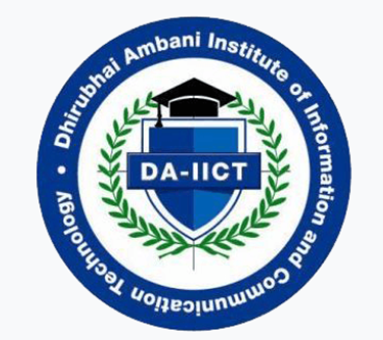 Dhirubhai Ambani Institute of Information and Communication Technology •
DA-IICT